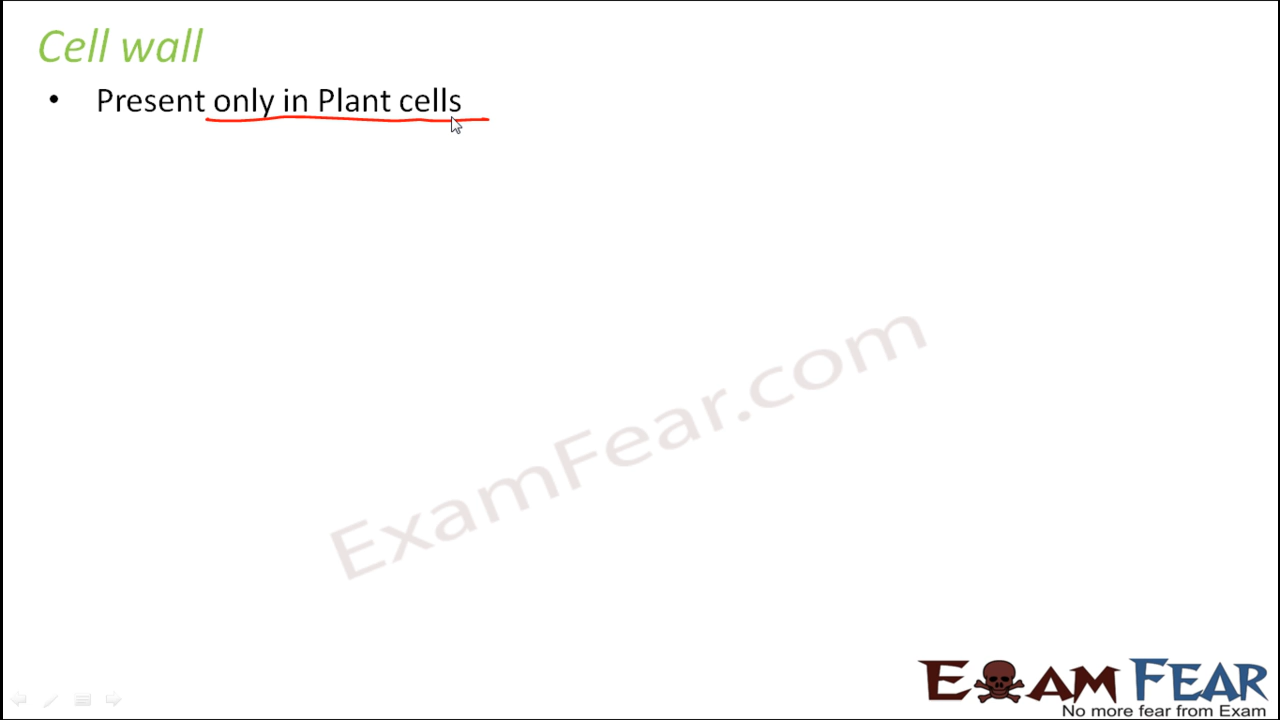 Cell wall
• Present only in Plant cells
ExamFear.com
EXAM FEAR
No more fear from Exam